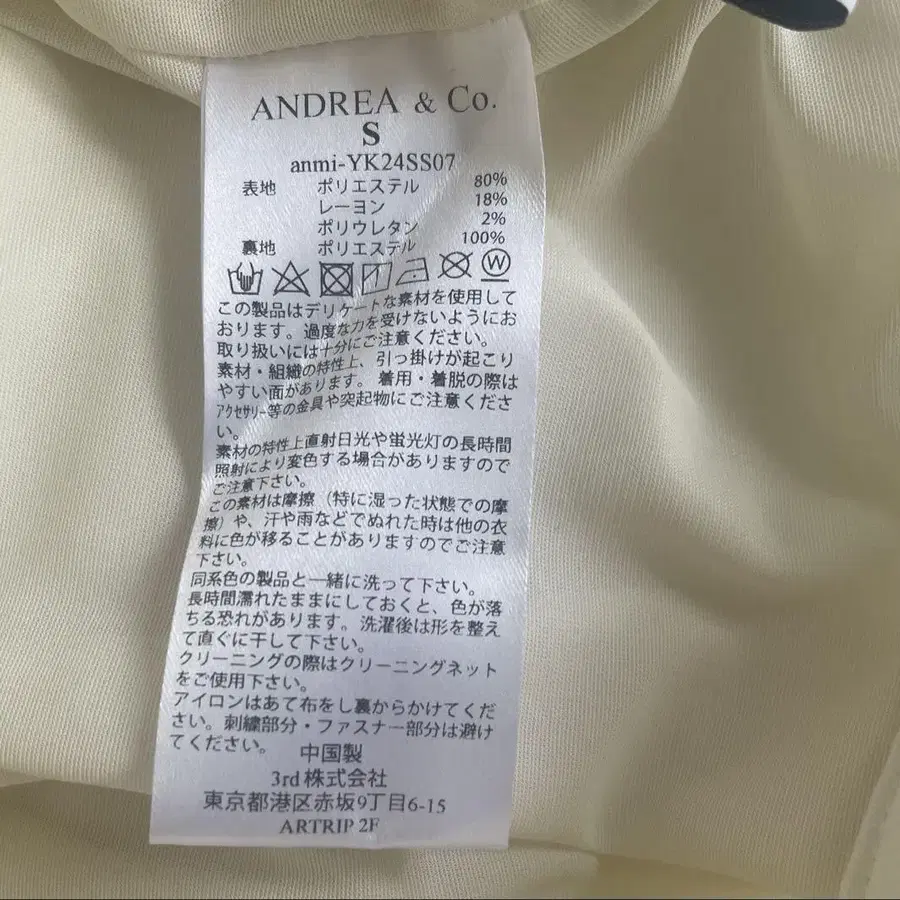 ANDREA & Co.
S
anmi-YK24SS07
表地 ポリエステル 80%
レーヨン 18%
ポリウレタン 2%
裏地 ポリエステル 100%
W
この製品はデリケートな素材を使用して
おります。過度な力を受けないようにお
取り扱いには十分にご注意ください。
素材・組織の特性上、引っ掛けが起こり
やすい面があります。着用・着脱の際は
アクセサリー等の金具や突起物にご注意くださ
い。
素材の特性上直射日光や蛍光灯の長時間
照射により変色する場合がありますので
ご注意下さい。
この素材は摩擦（特に湿った状態での摩
擦）や、汗や雨などでぬれた時は他の衣
料に色が移ることがありますのでご注意
下さい。
同系色の製品と一緒に洗って下さい。
長時間濡れたままにしておくと、色が落
ちる恐れがあります。洗濯後は形を整え
て直ぐに干して下さい。
クリーニングの際はクリーニングネット
をご使用下さい。
アイロンはあて布をし裏からかけてくだ
さい。刺繍部分・ファスナー部分は避け
てください。
中国製
3rd株式会社
東京都港区赤坂9丁目6-15
ARTRIP 2F